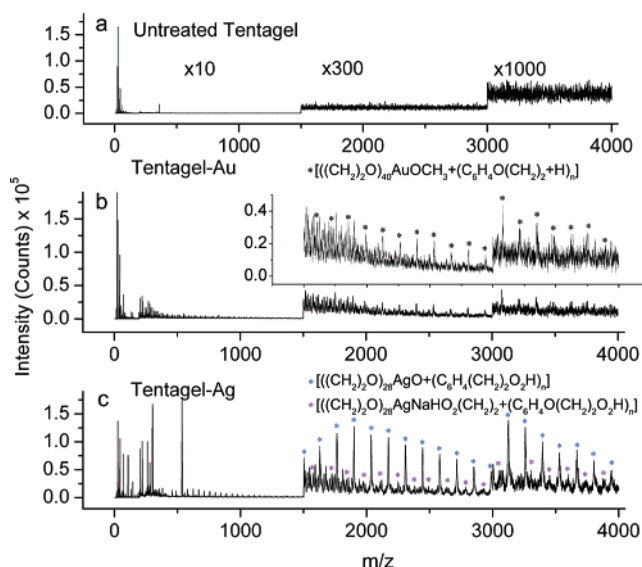 a
Untreated Tentagel
x10
x300
x1000
1.5
1.0
0.5
0.0
0
1000
2000
3000
4000
Tentagel-Au
*[((CH₂)₂O)₄₀AuOCH₃+(C₆H₄O(CH₂)₂+H)ₙ]
b
0.4
0.2
0.0
1.5
1.0
0.5
0.0
0
1000
2000
3000
4000
Intensity (Counts) x 10⁵
Tentagel-Ag
*[((CH₂)₂O)₂₈AgO+(C₆H₄(CH₂)₂O₂H)ₙ]
*[((CH₂)₂O)₂₈AgNaHO₂(CH₂)₂+(C₆H₄O(CH₂)₂O₂H)ₙ]
c
1.5
1.0
0.5
0.0
0
1000
2000
3000
4000
m/z